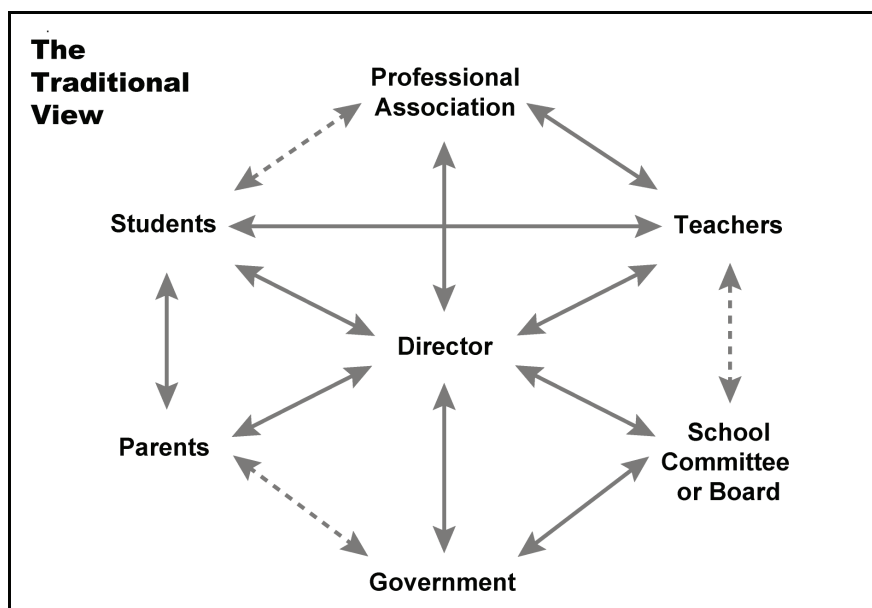 The
Traditional
View
Professional
Association
Students
Teachers
Director
Parents
School
Committee
or Board
Government